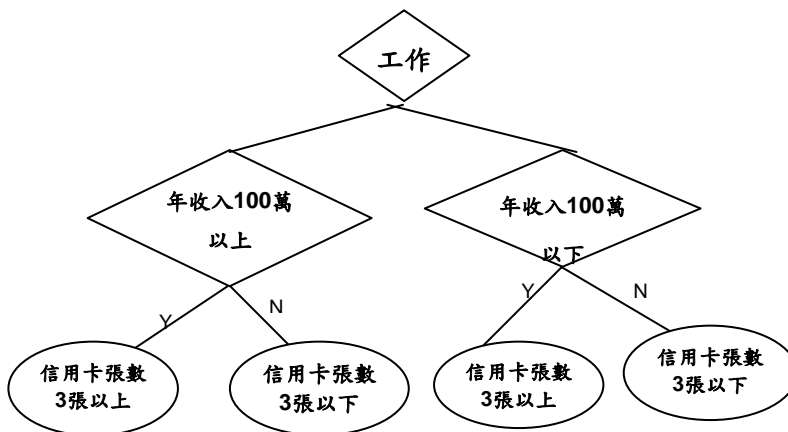 工作
年收入100萬
以上
年收入100萬
以下
Y
N
Y
N
信用卡張數
3張以上
信用卡張數
3張以下
信用卡張數
3張以上
信用卡張數
3張以下